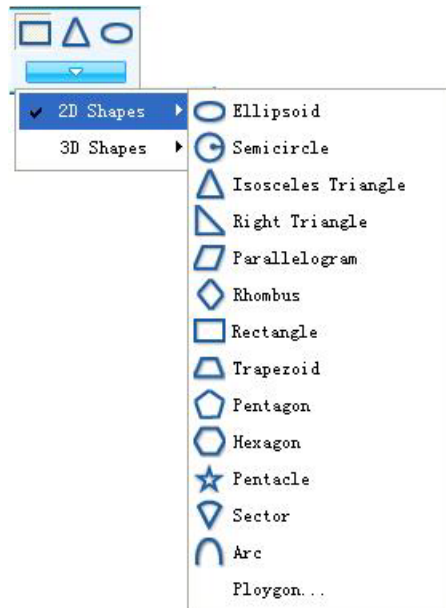 2D Shapes
3D Shapes
Ellipsoid
Semicircle
Isosceles Triangle
Right Triangle
Parallelogram
Rhombus
Rectangle
Trapezoid
Pentagon
Hexagon
Pentacle
Sector
Arc
Ploygon...